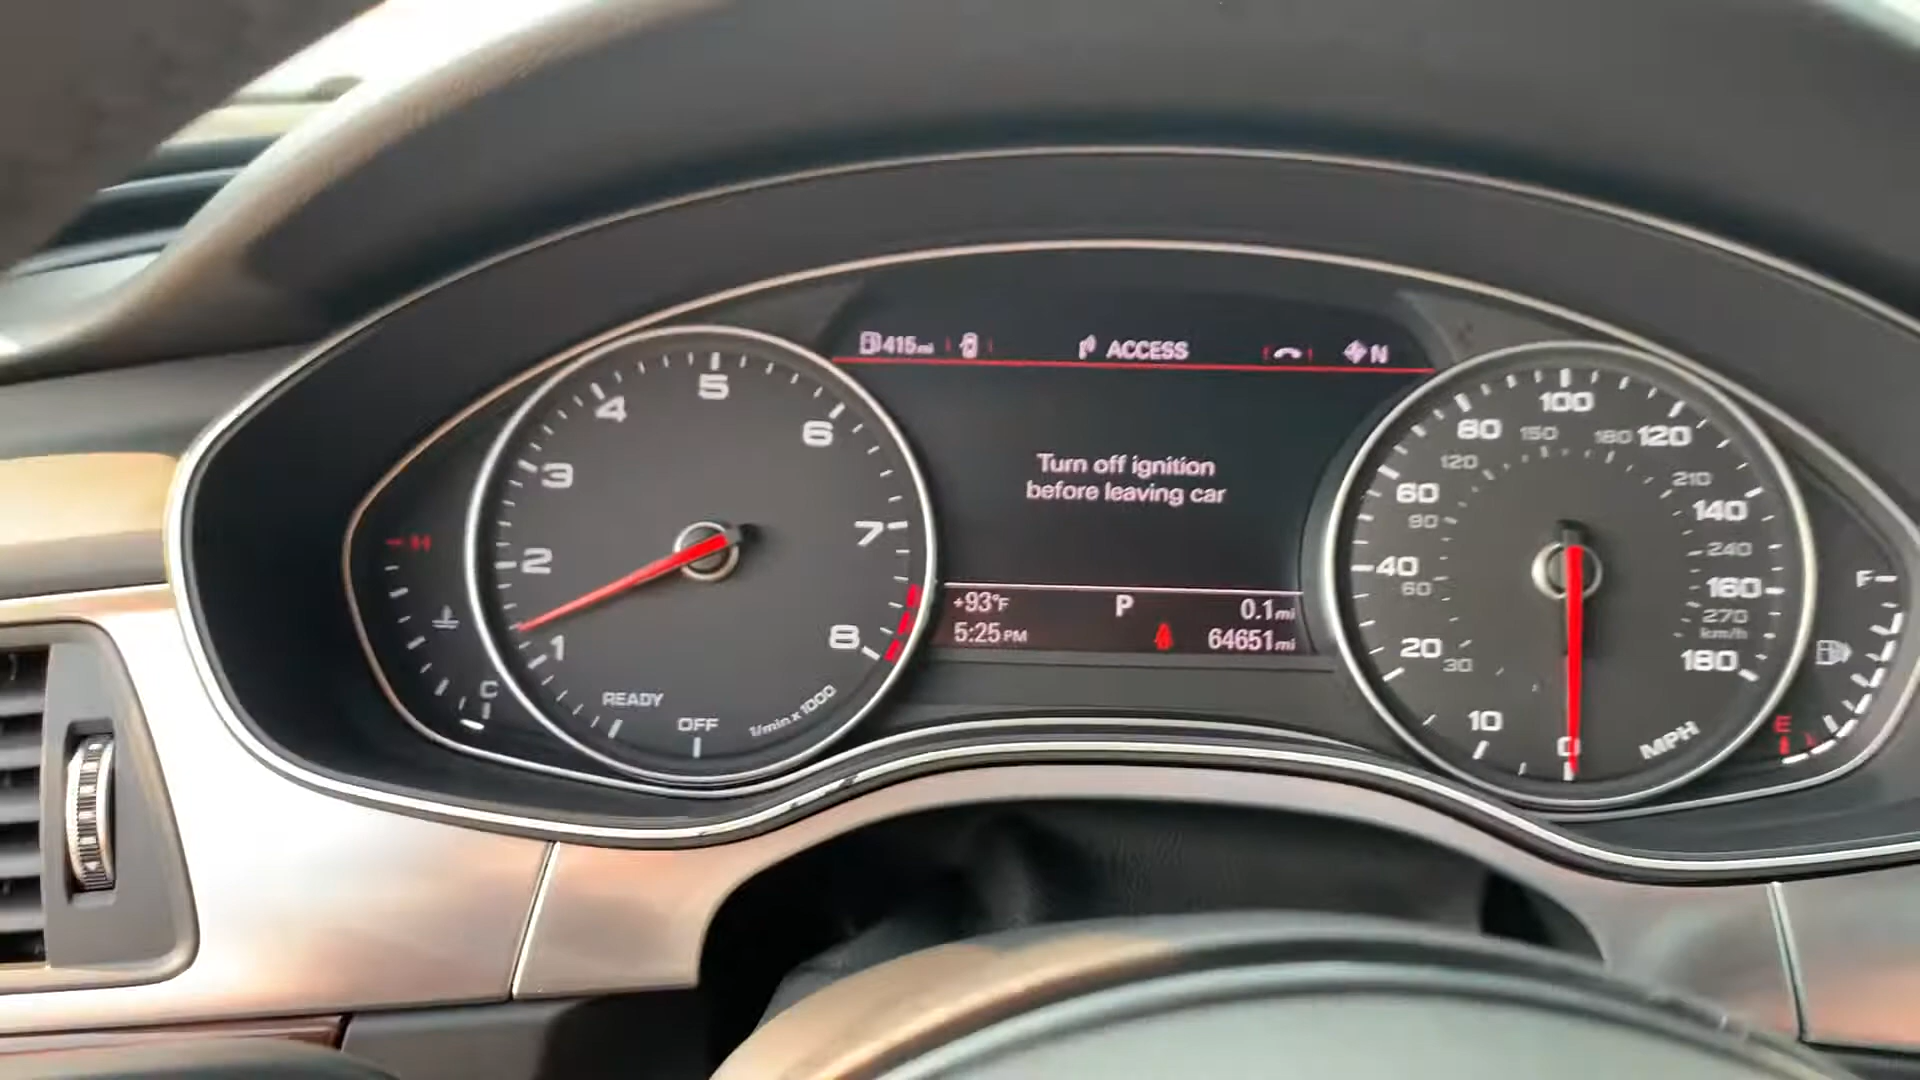 415mi
ACCESS
N
Turn off ignition
before leaving car
+93°F
P
0.1mi
5:25 PM
64651mi
H
C
1
2
3
4
5
6
7
8
READY
OFF
1/min x 1000
0
10
20
40
60
80
100
120
140
160
180
30
60
90
120
150
180
210
240
270
km/h
MPH
F
E